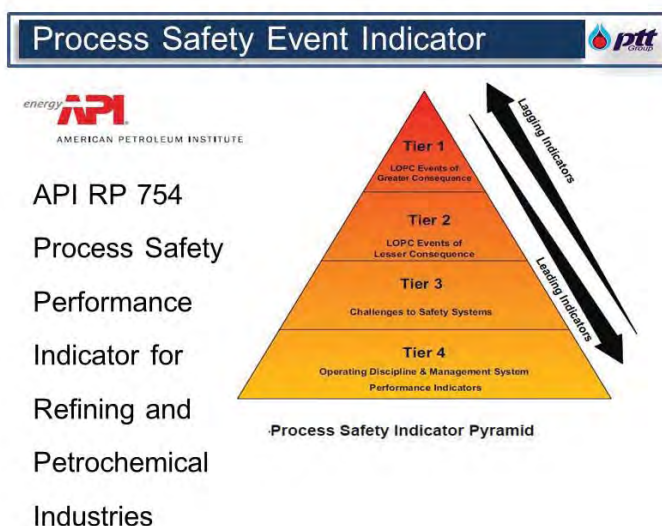 Process Safety Event Indicator
ptt
Group
energy API
AMERICAN PETROLEUM INSTITUTE
API RP 754
Process Safety
Performance
Indicator for
Refining and
Petrochemical
Industries
Tier 1
LOPC Events of
Greater Consequence
Tier 2
LOPC Events of
Lesser Consequence
Tier 3
Challenges to Safety Systems
Tier 4
Operating Discipline & Management System
Performance Indicators
Lagging Indicators
Leading Indicators
Process Safety Indicator Pyramid